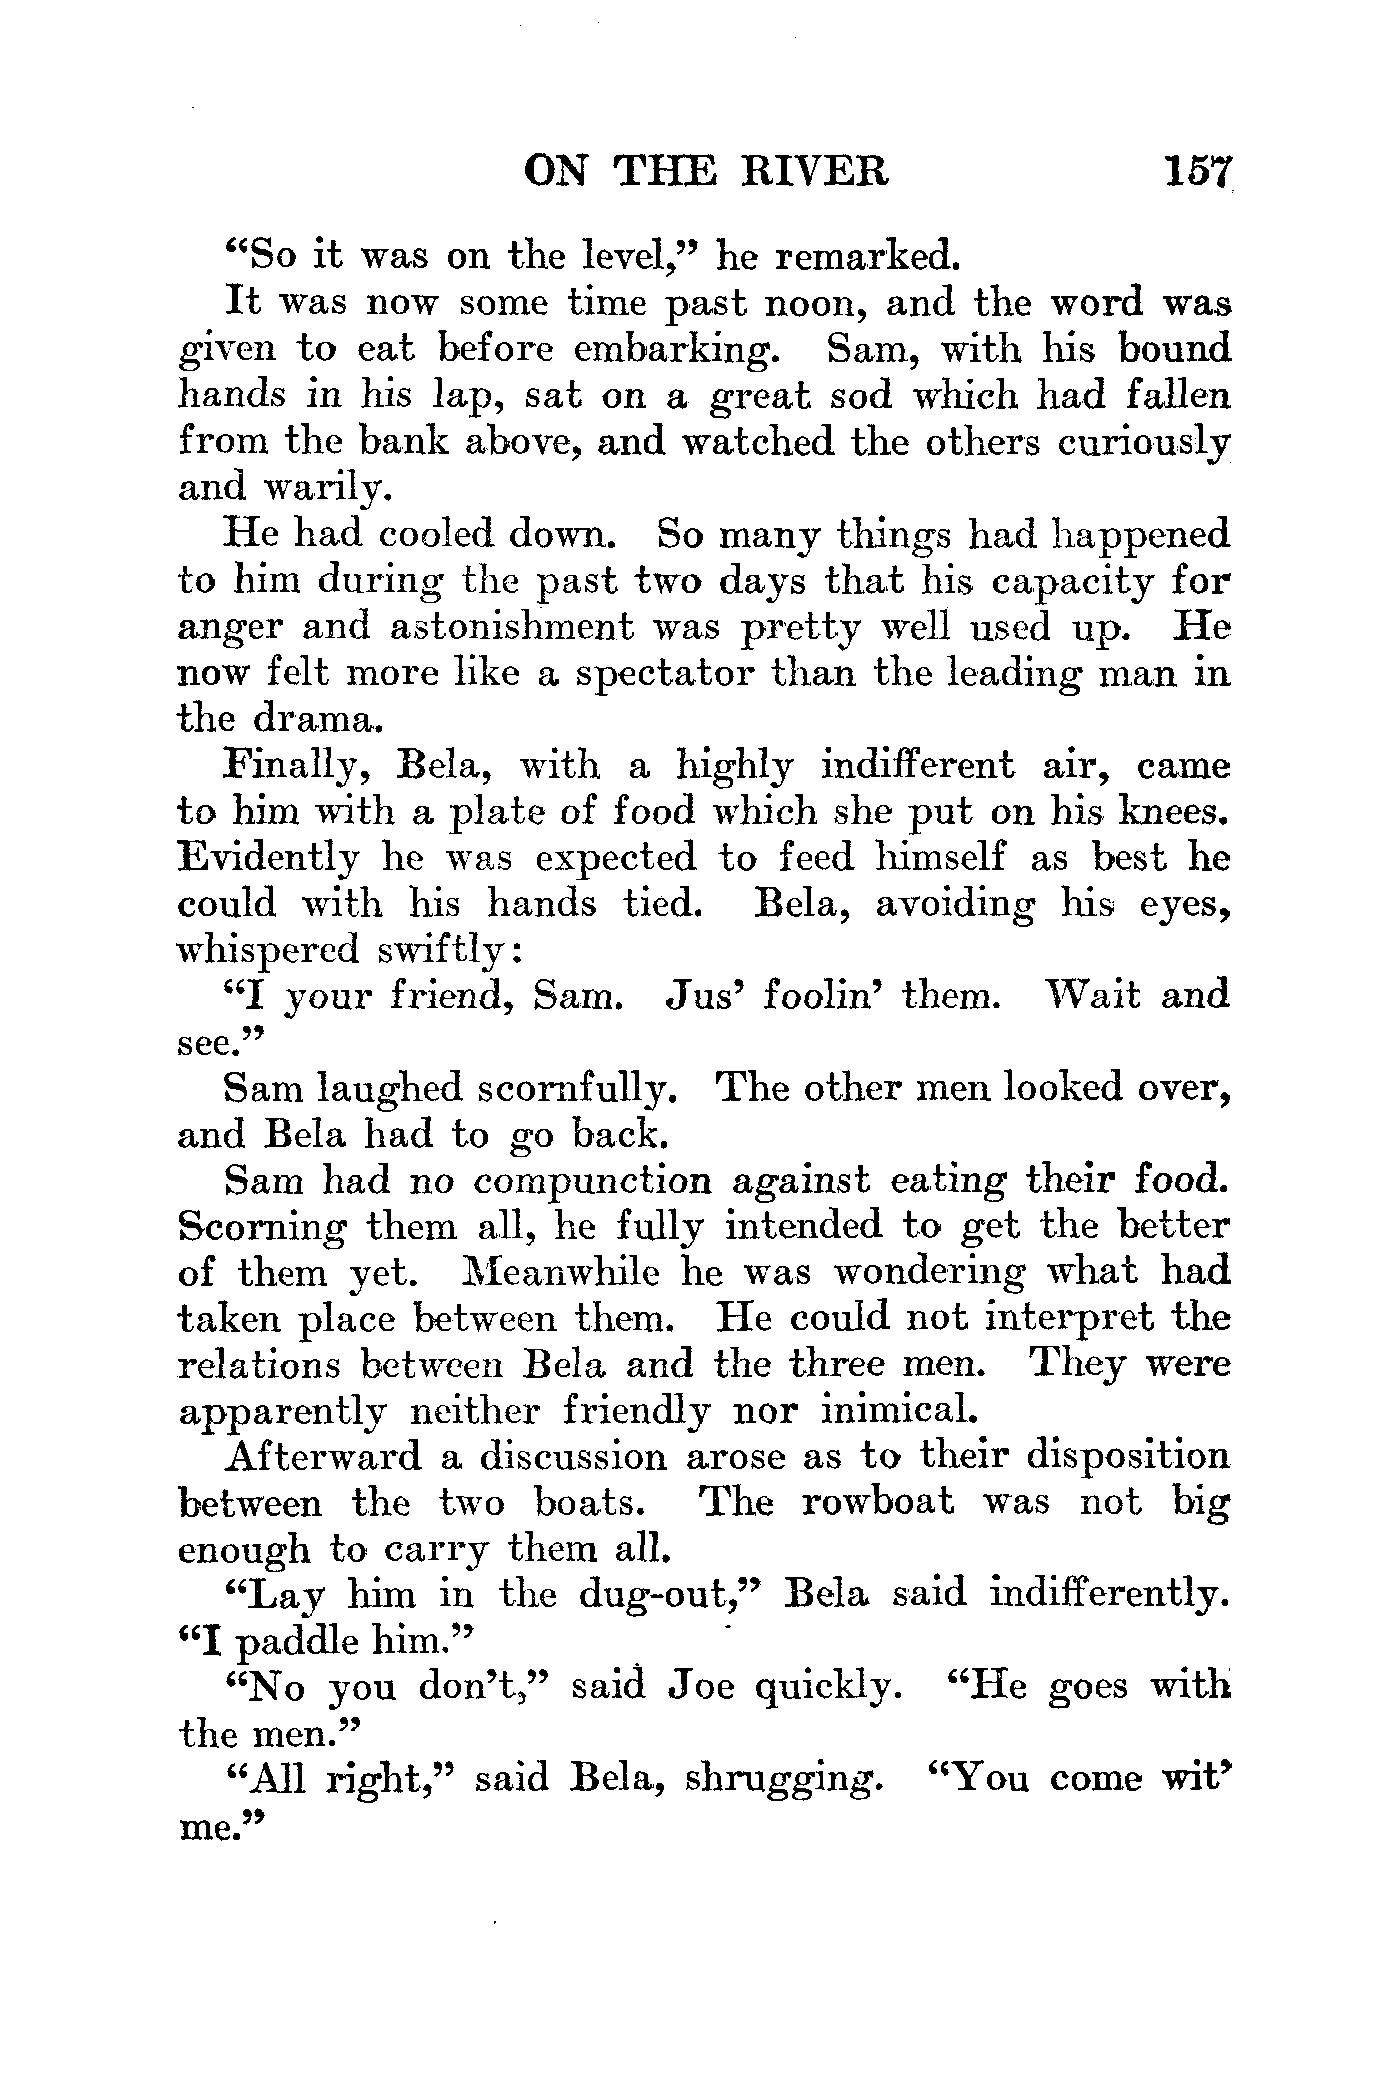 ON THE RIVER 157
“So it was on the level,” he remarked.
It was now some time past noon, and the word was
given to eat before embarking. Sam, with his bound
hands in his lap, sat on a great sod which had fallen
from the bank above, and watched the others curiously
and warily.
He had cooled down. So many things had happened
to him during the past two days that his capacity for
anger and astonishment was pretty well used up. He
now felt more like a spectator than the leading man in
the drama.
Finally, Bela, with a highly indifferent air, came
to him with a plate of food which she put on his knees.
Evidently he was expected to feed himself as best he
could with his hands tied. Bela, avoiding his eyes,
whispered swiftly:
“I your friend, Sam. Jus’ foolin’ them. Wait and
see.”
Sam laughed scornfully. The other men looked over,
and Bela had to go back.
Sam had no compunction against eating their food.
Scorning them all, he fully intended to get the better
of them yet. Meanwhile he was wondering what had
taken place between them. He could not interpret the
relations between Bela and the three men. They were
apparently neither friendly nor inimical.
Afterward a discussion arose as to their disposition
between the two boats. The rowboat was not big
enough to carry them all.
“Lay him in the dug-out,” Bela said indifferently.
“I paddle him.”
“No you don’t,” said Joe quickly. “He goes with
the men.”
“All right,” said Bela, shrugging. “You come wit’
me.”